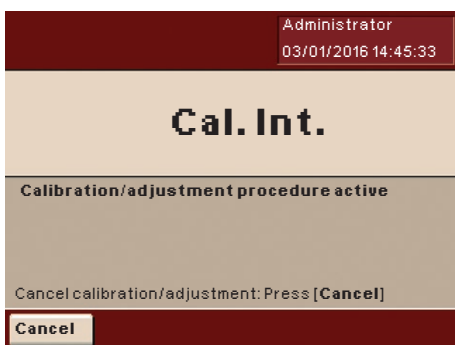 Administrator
03/01/2016 14:45:33
Cal. Int.
Calibration/adjustment procedure active
Cancel calibration/adjustment: Press [Cancel]
Cancel